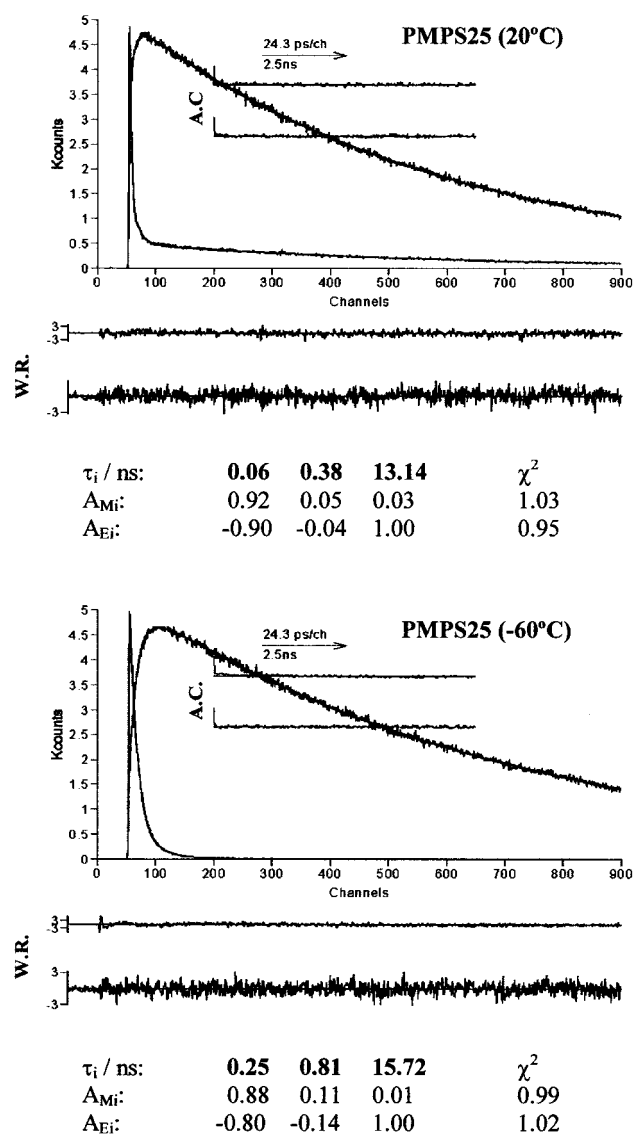 PMPS25 (20ºC)
24.3 ps/ch
2.5ns
A.C
Kcounts
5
4.5
4
3.5
3
2.5
2
1.5
1
0.5
0
0 100 200 300 400 500 600 700 800 900
Channels
W.R.
3
-3
-3
τi / ns: 0.06 0.38 13.14 χ2
AMi: 0.92 0.05 0.03 1.03
AEi: -0.90 -0.04 1.00 0.95
PMPS25 (-60ºC)
24.3 ps/ch
2.5ns
A.C.
Kcounts
5
4.5
4
3.5
3
2.5
2
1.5
1
0.5
0
0 100 200 300 400 500 600 700 800 900
Channels
W.R.
3
-3
3
-3
τi / ns: 0.25 0.81 15.72 χ2
AMi: 0.88 0.11 0.01 0.99
AEi: -0.80 -0.14 1.00 1.02